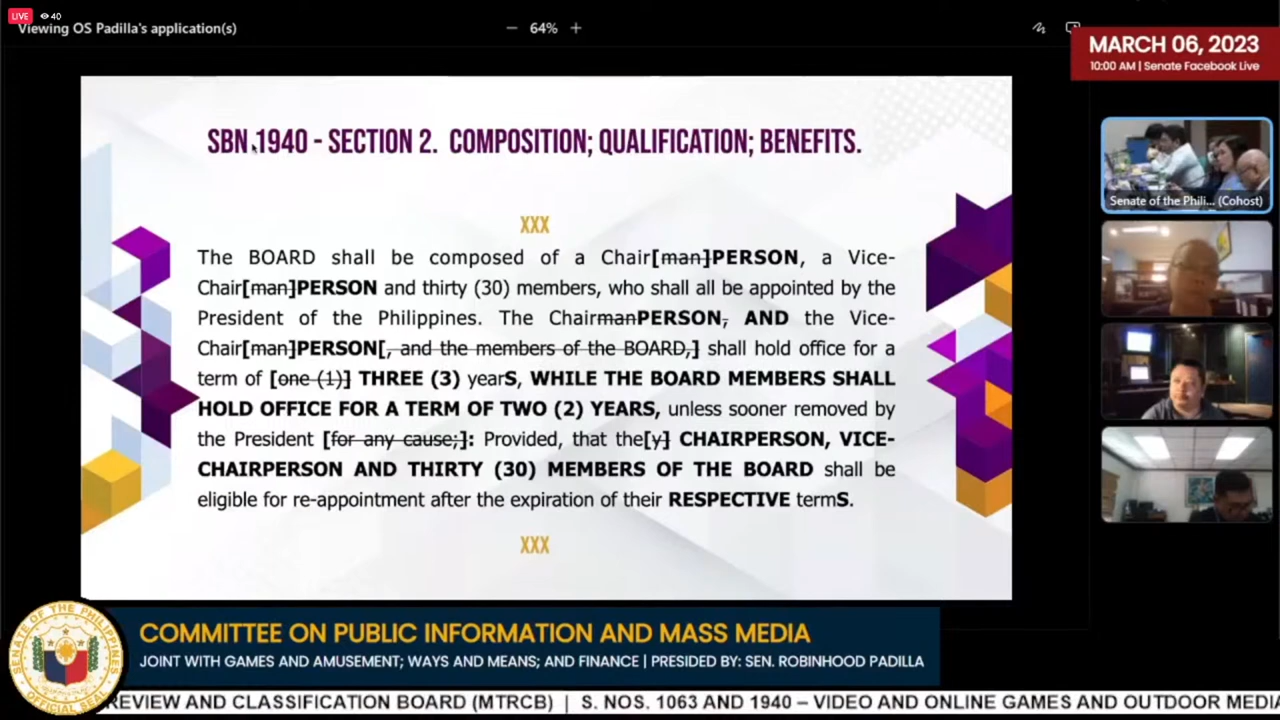 LIVE 40
Viewing OS Padilla's application(s)
− 64% +
MARCH 06, 2023
10:00 AM | Senate Facebook Live
SBN 1940 - SECTION 2. COMPOSITION; QUALIFICATION; BENEFITS.
XXX
The BOARD shall be composed of a Chair[man]PERSON, a Vice-
Chair[man]PERSON and thirty (30) members, who shall all be appointed by the
President of the Philippines. The ChairmanPERSON, AND the Vice-
Chair[man]PERSON[, and the members of the BOARD,] shall hold office for a
term of [one (1)] THREE (3) yearS, WHILE THE BOARD MEMBERS SHALL
HOLD OFFICE FOR A TERM OF TWO (2) YEARS, unless sooner removed by
the President [for any cause;]: Provided, that the[y] CHAIRPERSON, VICE-
CHAIRPERSON AND THIRTY (30) MEMBERS OF THE BOARD shall be
eligible for re-appointment after the expiration of their RESPECTIVE termS.
XXX
Senate of the Phili... (Cohost)
SENATE OF THE PHILIPPINES
OFFICIAL SEAL
COMMITTEE ON PUBLIC INFORMATION AND MASS MEDIA
JOINT WITH GAMES AND AMUSEMENT; WAYS AND MEANS; AND FINANCE | PRESIDED BY: SEN. ROBINHOOD PADILLA
REVIEW AND CLASSIFICATION BOARD (MTRCB) | S. NOS. 1063 AND 1940 – VIDEO AND ONLINE GAMES AND OUTDOOR MEDIA